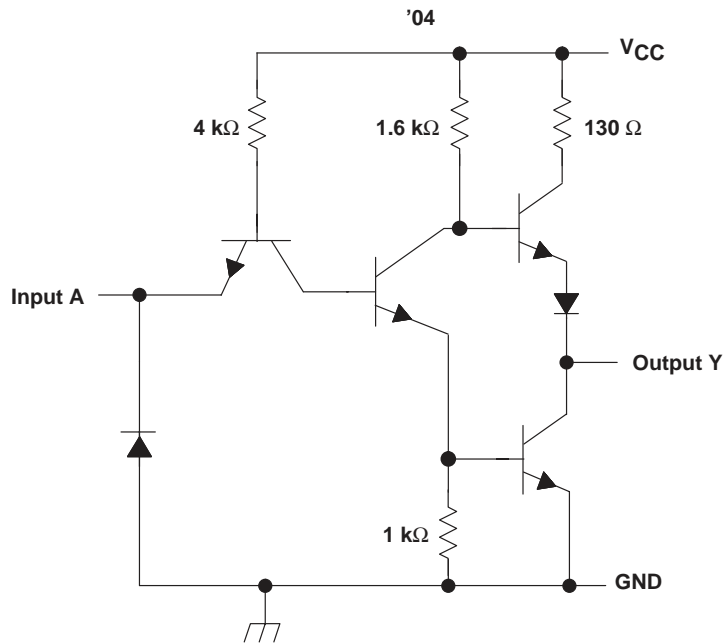 '04
VCC
4 kΩ
1.6 kΩ
130 Ω
Input A
Output Y
1 kΩ
GND